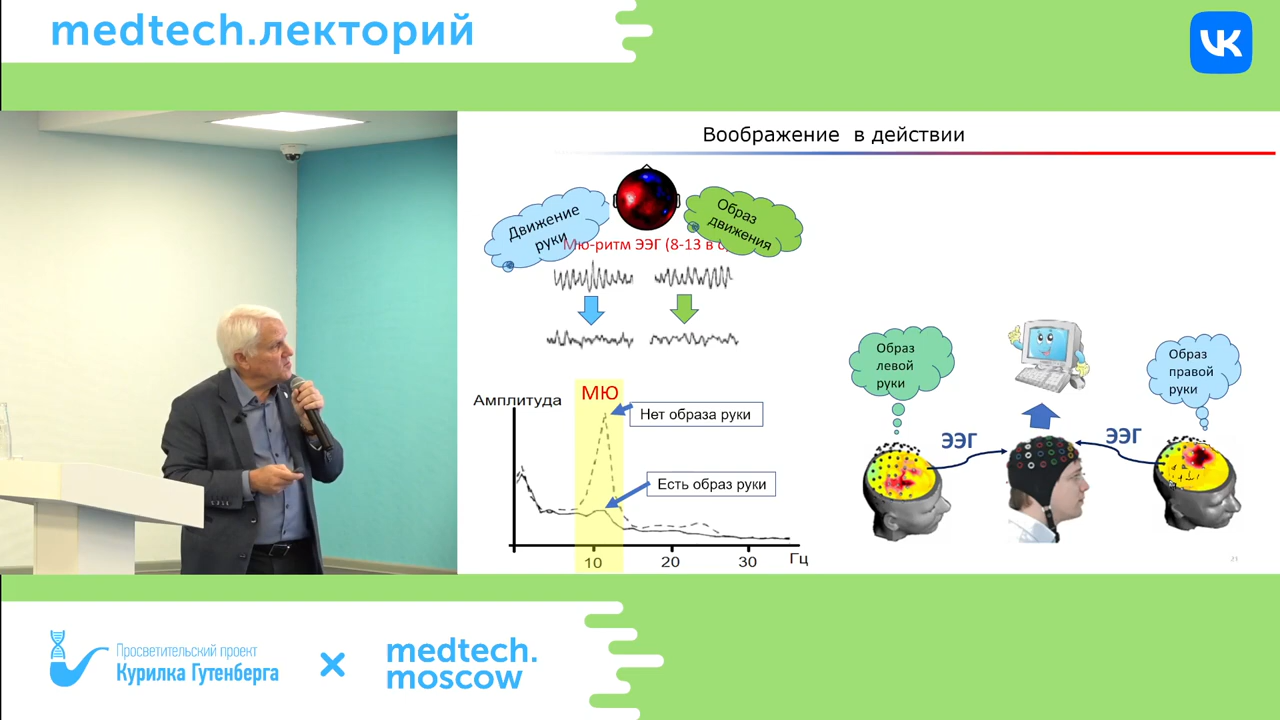 medtech.лекторий
VK
Воображение в действии
Движение
руки
Образ
движения
Мю-ритм ЭЭГ (8-13 в с
Амплитуда
МЮ
Нет образа руки
Есть образ руки
10
20
30
Гц
Образ
левой
руки
Образ
правой
руки
ЭЭГ
ЭЭГ
Просветительский проект
Курилка Гутенберга
×
medtech.
moscow